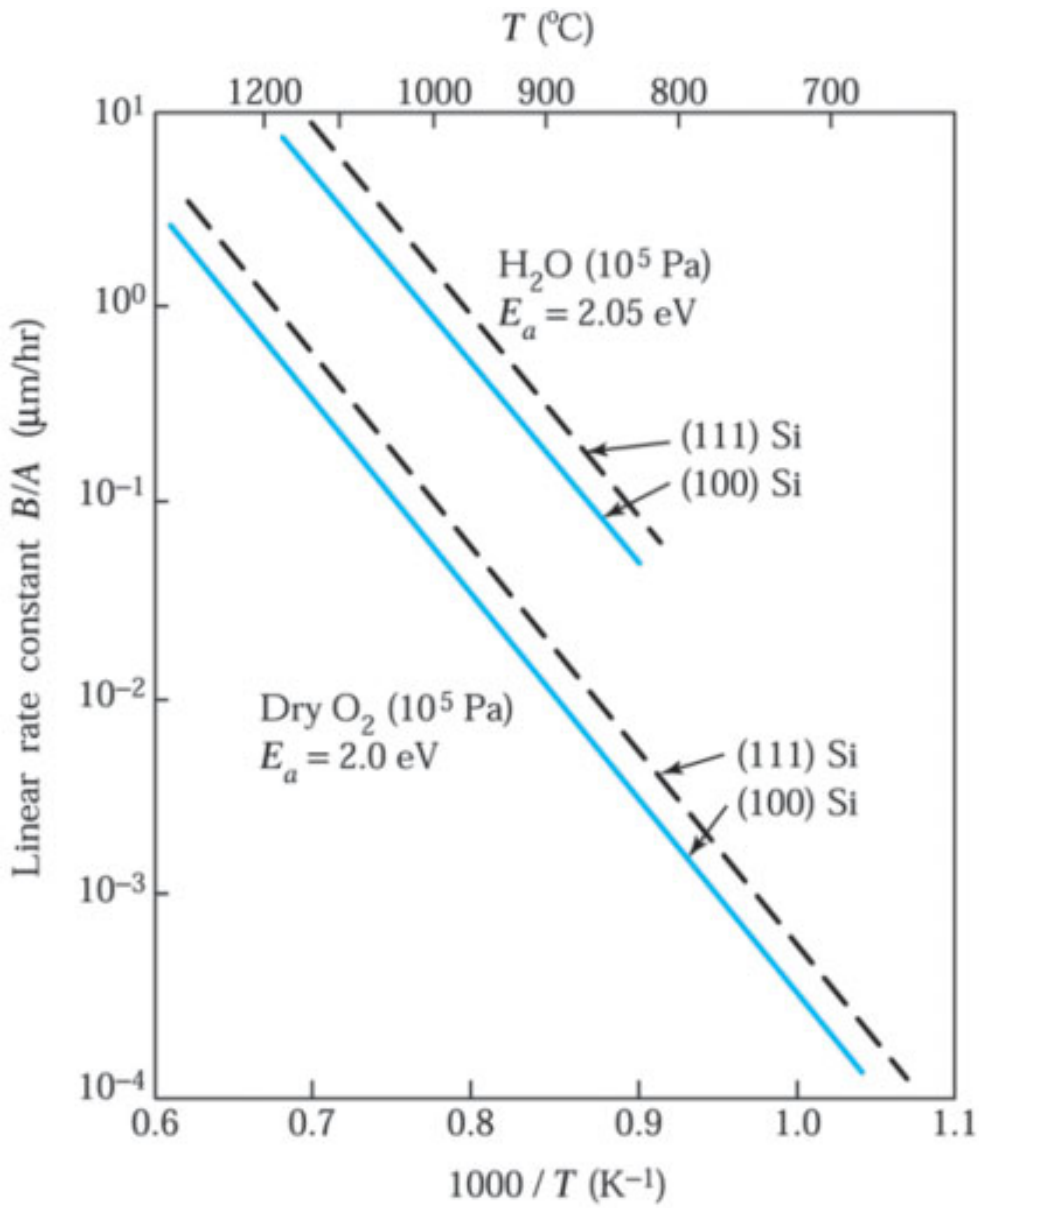 T (°C)
1200 1000 900 800 700
10¹
10⁰
10⁻¹
10⁻²
10⁻³
10⁻⁴
Linear rate constant B/A (μm/hr)
H₂O (10⁵ Pa)
Eₐ = 2.05 eV
(111) Si
(100) Si
Dry O₂ (10⁵ Pa)
Eₐ = 2.0 eV
(111) Si
(100) Si
0.6 0.7 0.8 0.9 1.0 1.1
1000 / T (K⁻¹)